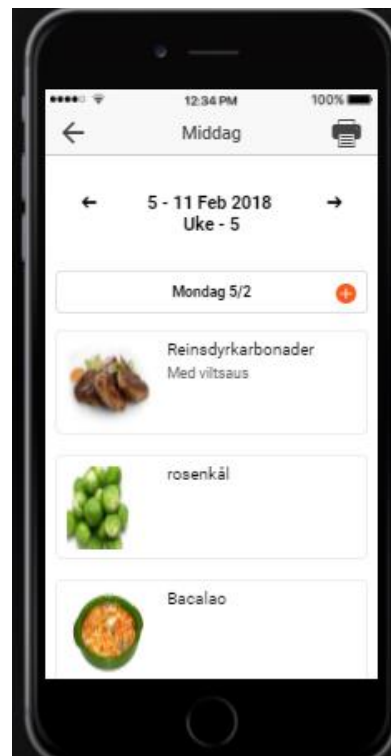 12:34 PM 100%
Middag
5 - 11 Feb 2018
Uke - 5
Mondag 5/2
Reinsdyrkarbonader
Med viltsaus
rosenkål
Bacalao